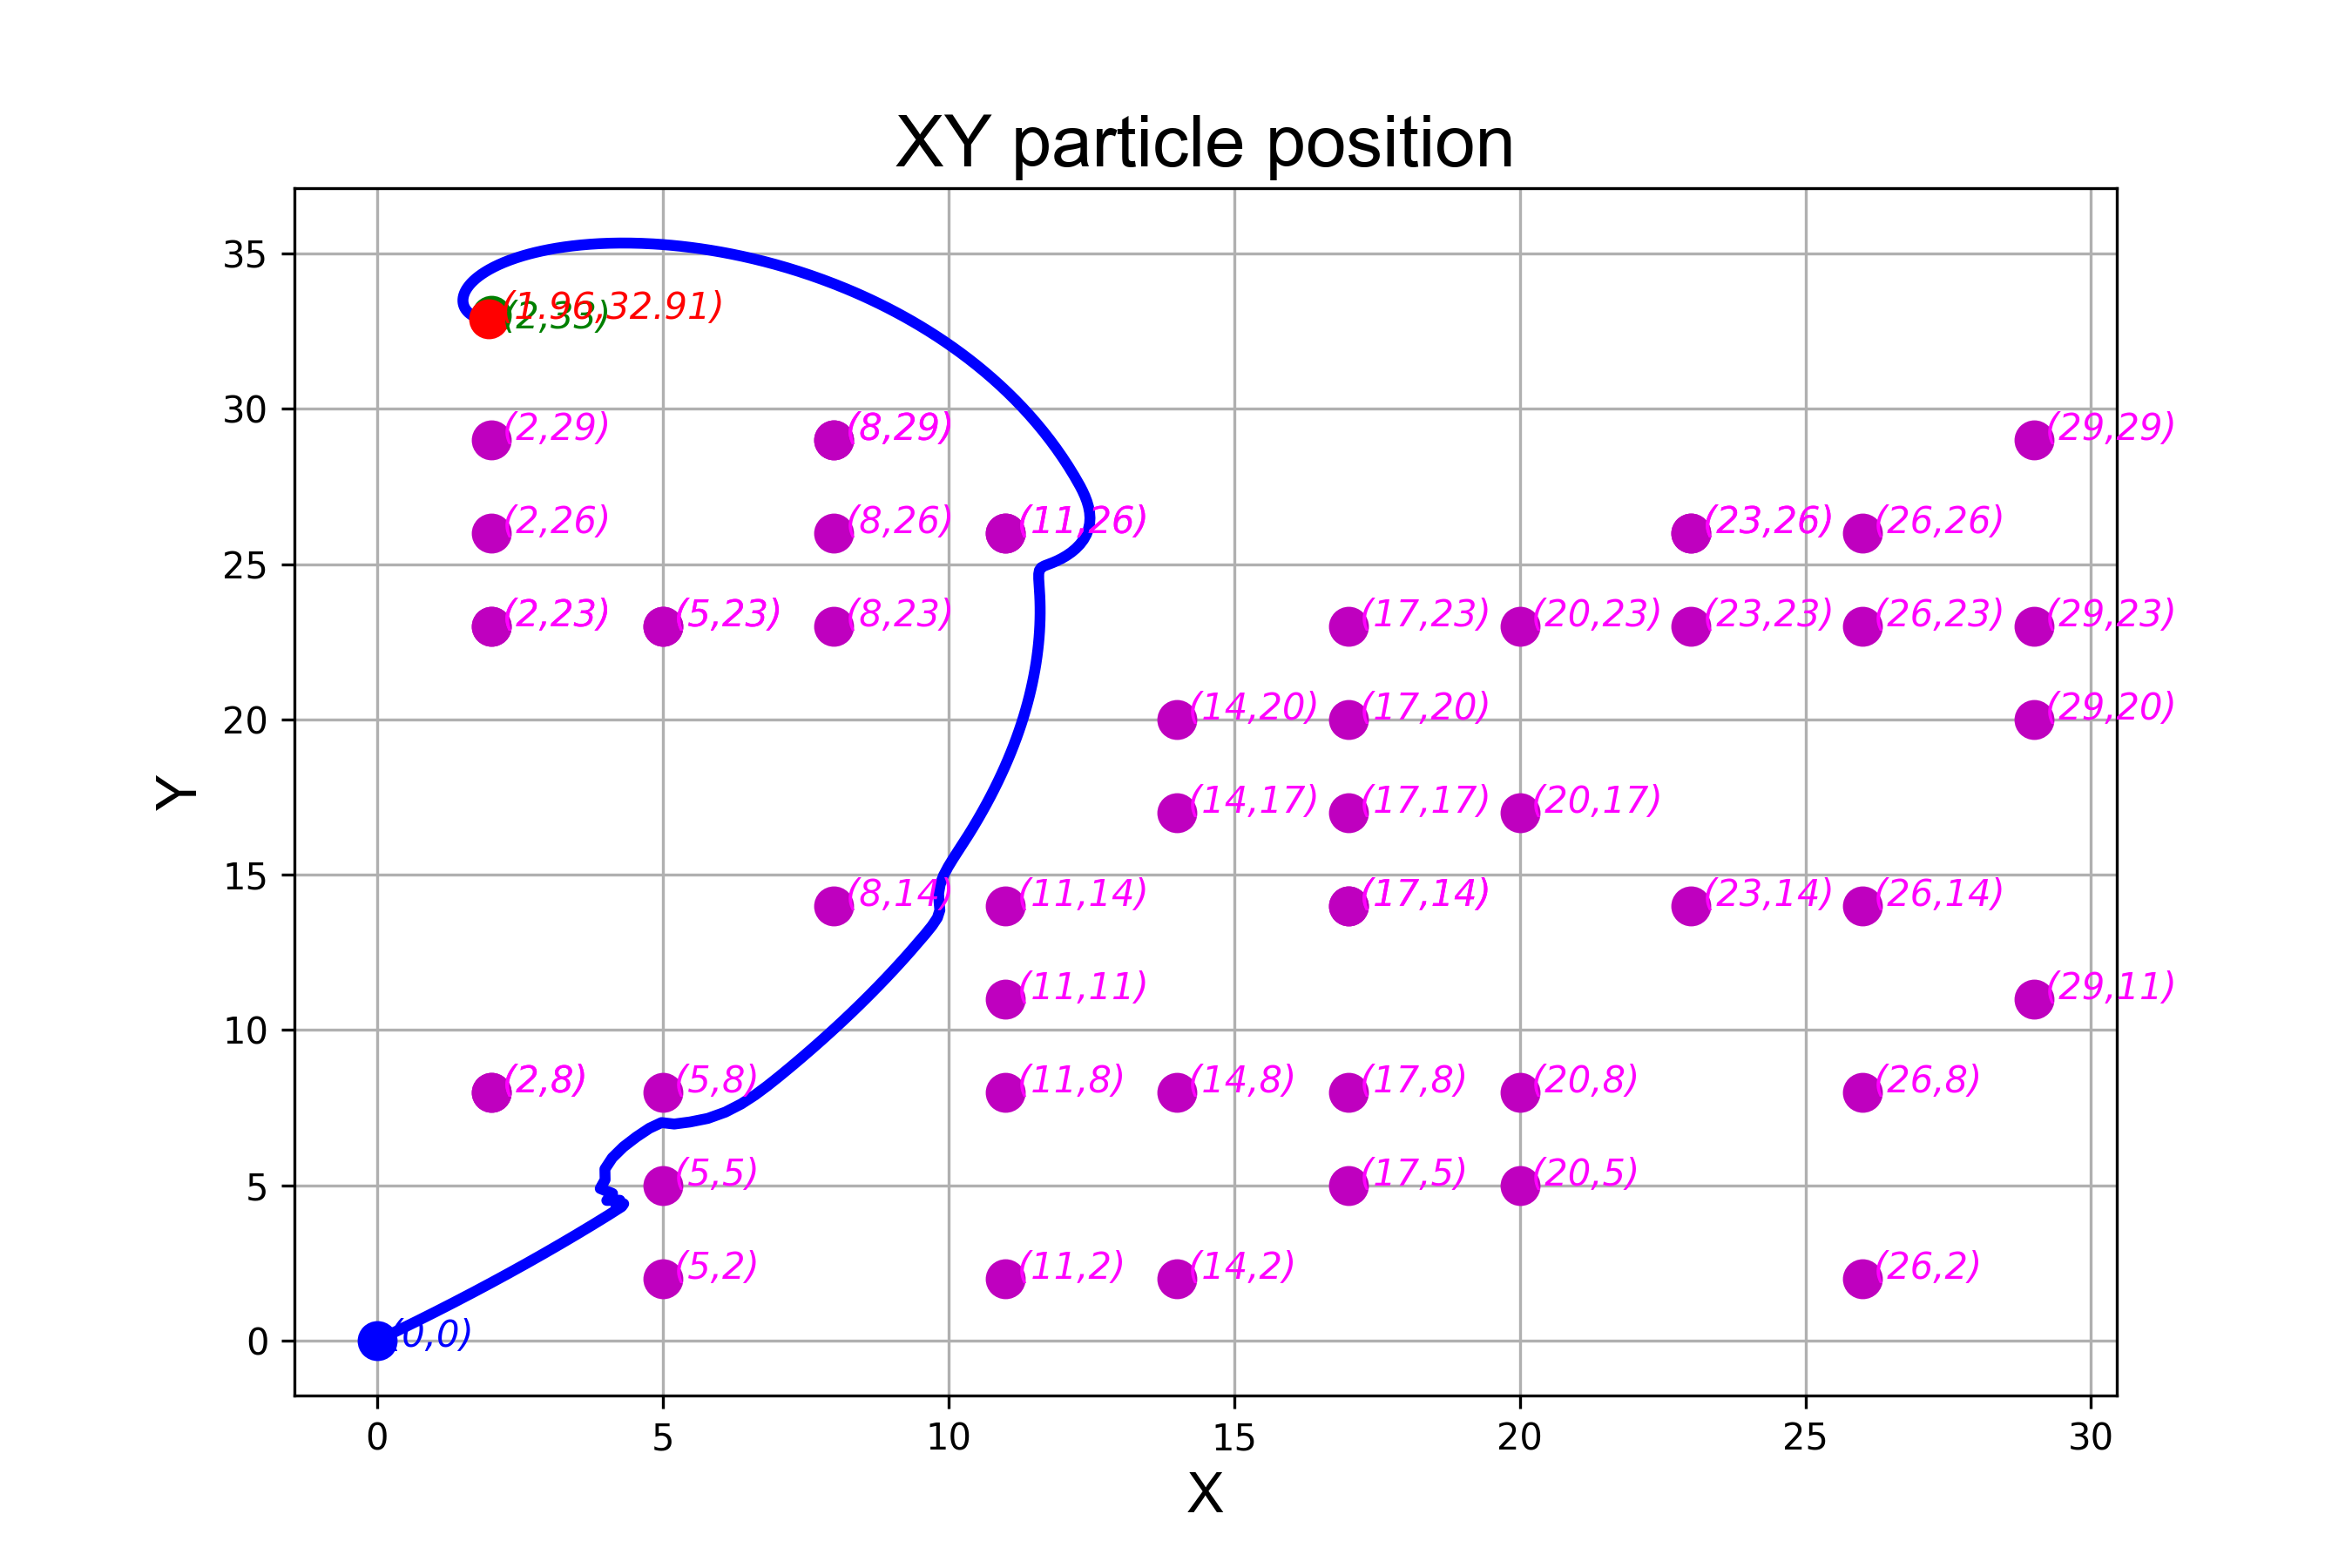 XY particle position
35
(1.96,32.91)
(2,33)
30
(2,29) (8,29) (29,29)
(2,26) (8,26) (11,26) (23,26) (26,26)
25
(2,23) (5,23) (8,23) (17,23) (20,23) (23,23) (26,23) (29,23)
20 (14,20) (17,20) (29,20)
Y
(14,17) (17,17) (20,17)
15
(8,14) (11,14) (17,14) (23,14) (26,14)
(11,11) (29,11)
10
(2,8) (5,8) (11,8) (14,8) (17,8) (20,8) (26,8)
5 (5,5) (17,5) (20,5)
(5,2) (11,2) (14,2) (26,2)
0 (0,0)
0 5 10 15 20 25 30
X